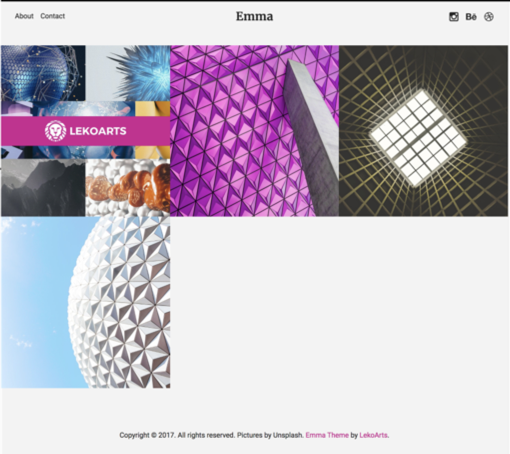 About Contact
Emma
Bē
LEKOARTS
Copyright © 2017. All rights reserved. Pictures by Unsplash. Emma Theme by LekoArts.